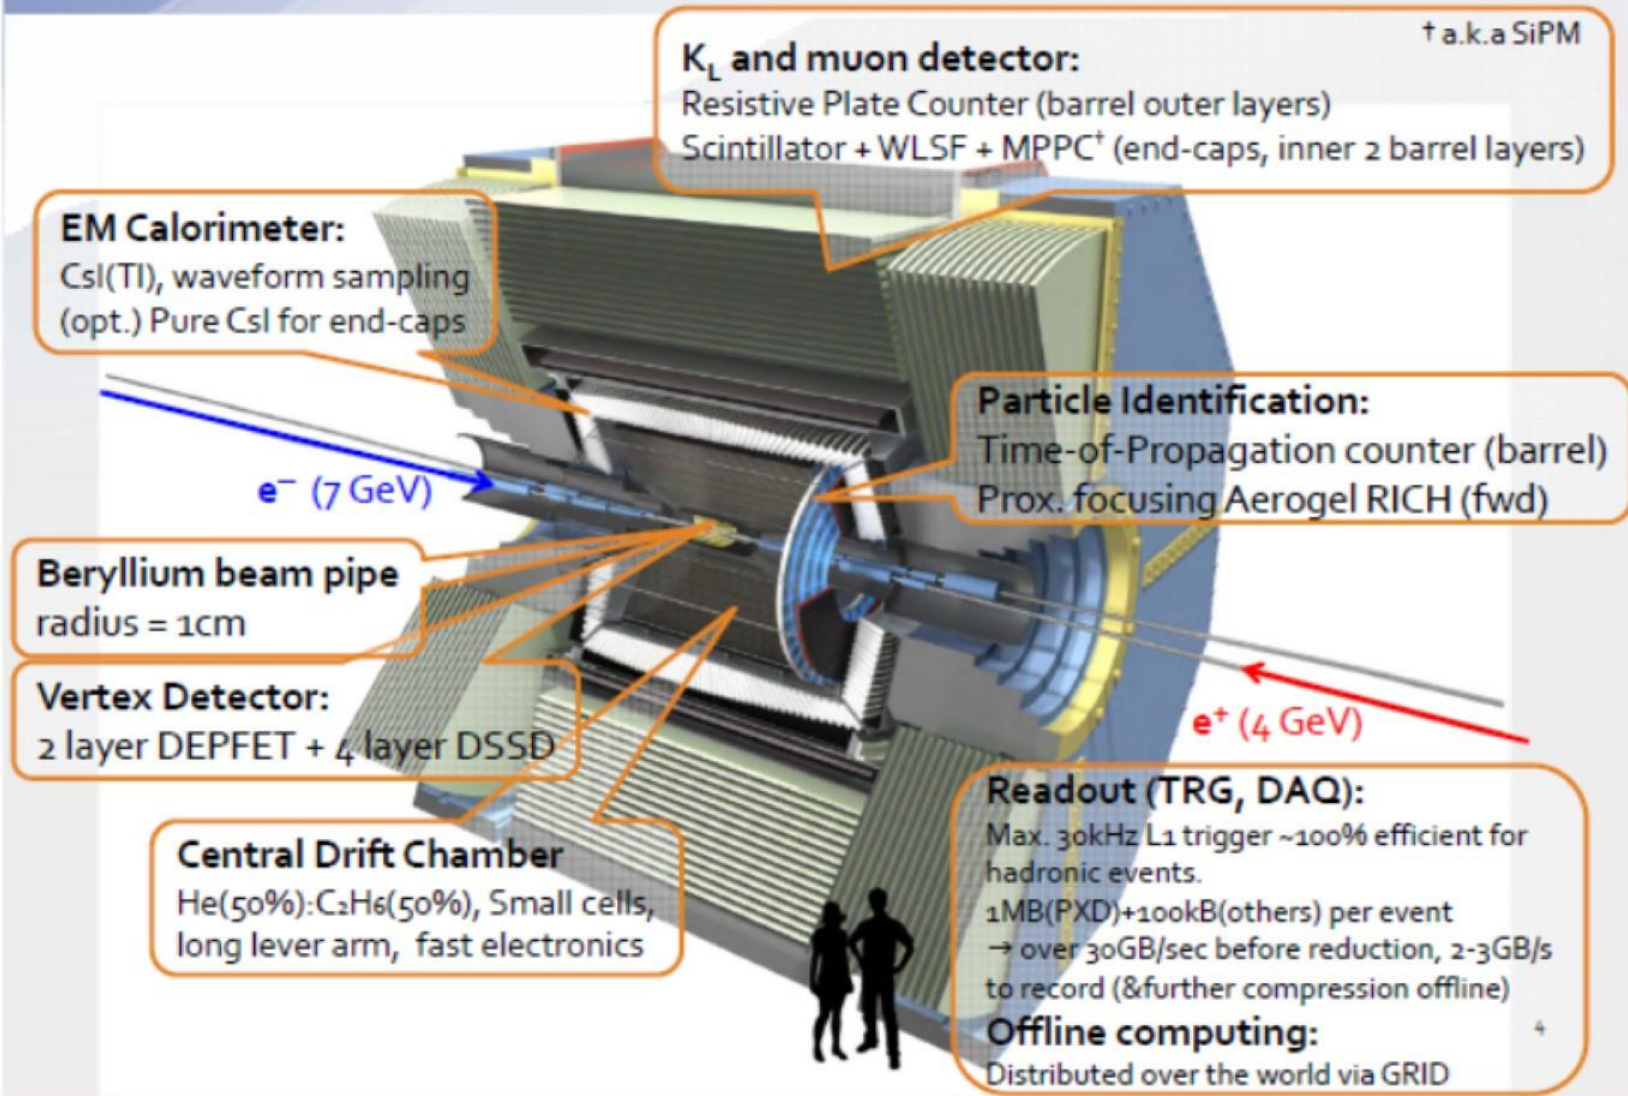 † a.k.a SiPM
K_L and muon detector:
Resistive Plate Counter (barrel outer layers)
Scintillator + WLSF + MPPC† (end-caps, inner 2 barrel layers)
EM Calorimeter:
CsI(Tl), waveform sampling
(opt.) Pure CsI for end-caps
Particle Identification:
Time-of-Propagation counter (barrel)
Prox. focusing Aerogel RICH (fwd)
e⁻ (7 GeV)
Beryllium beam pipe
radius = 1cm
Vertex Detector:
2 layer DEPFET + 4 layer DSSD
e⁺ (4 GeV)
Central Drift Chamber
He(50%):C₂H₆(50%), Small cells,
long lever arm, fast electronics
Readout (TRG, DAQ):
Max. 30kHz L1 trigger ~100% efficient for
hadronic events.
1MB(PXD)+100kB(others) per event
→ over 30GB/sec before reduction, 2-3GB/s
to record (&further compression offline)
Offline computing:
Distributed over the world via GRID
4